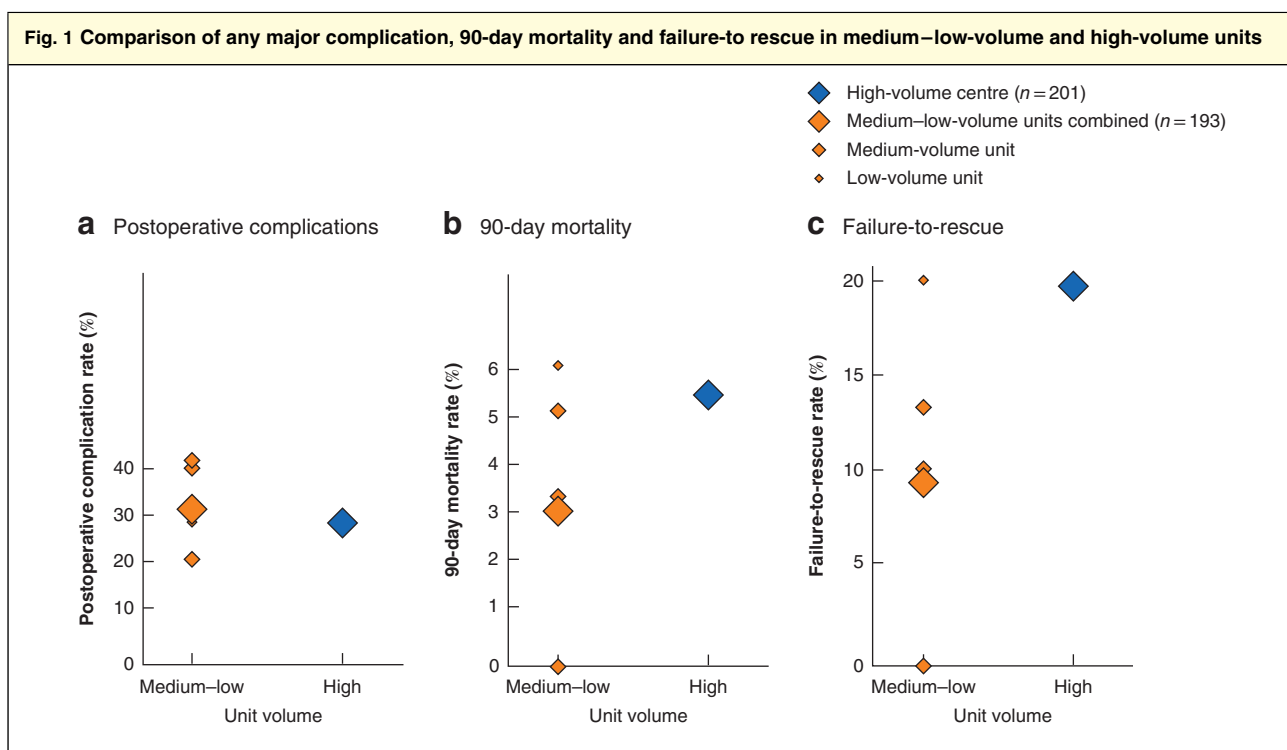 Fig. 1 Comparison of any major complication, 90-day mortality and failure-to rescue in medium–low-volume and high-volume units
High-volume centre (n = 201)
Medium–low-volume units combined (n = 193)
Medium-volume unit
Low-volume unit
a Postoperative complications
Postoperative complication rate (%)
40
30
20
10
0
Medium–low High
Unit volume
b 90-day mortality
90-day mortality rate (%)
6
5
4
3
2
1
0
Medium–low High
Unit volume
c Failure-to-rescue
Failure-to-rescue rate (%)
20
15
10
5
0
Medium–low High
Unit volume